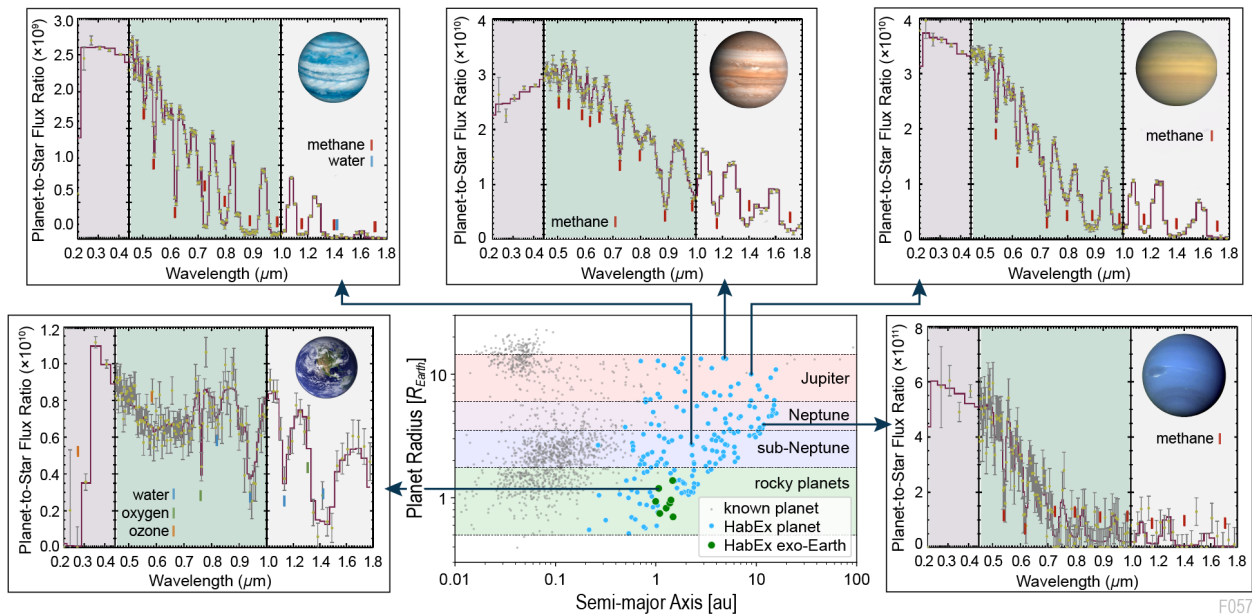 Planet-to-Star Flux Ratio (×10⁹)
3.0
2.5
2.0
1.5
1.0
0.5
0.0
methane
water
0.2 0.3 0.4 0.5 0.6 0.7 0.8 0.9 1.0 1.2 1.4 1.6 1.8
Wavelength (µm)
Planet-to-Star Flux Ratio (×10¹⁰)
4
3
2
1
0
methane
0.2 0.3 0.4 0.5 0.6 0.7 0.8 0.9 1.0 1.2 1.4 1.6 1.8
Wavelength (µm)
Planet-to-Star Flux Ratio (×10¹⁰)
4
3
2
1
0
methane
0.2 0.3 0.4 0.5 0.6 0.7 0.8 0.9 1.0 1.2 1.4 1.6 1.8
Wavelength (µm)
Planet-to-Star Flux Ratio (×10¹⁰)
1.2
1.0
0.8
0.6
0.4
0.2
0.0
water
oxygen
ozone
0.2 0.3 0.4 0.5 0.6 0.7 0.8 0.9 1.0 1.2 1.4 1.6 1.8
Wavelength (µm)
Planet Radius [R_Earth]
10
1
Jupiter
Neptune
sub-Neptune
rocky planets
known planet
HabEx planet
HabEx exo-Earth
0.01 0.1 1 10 100
Semi-major Axis [au]
Planet-to-Star Flux Ratio (×10¹¹)
8
6
4
2
0
methane
0.2 0.3 0.4 0.5 0.6 0.7 0.8 0.9 1.0 1.2 1.4 1.6 1.8
Wavelength (µm)
F057